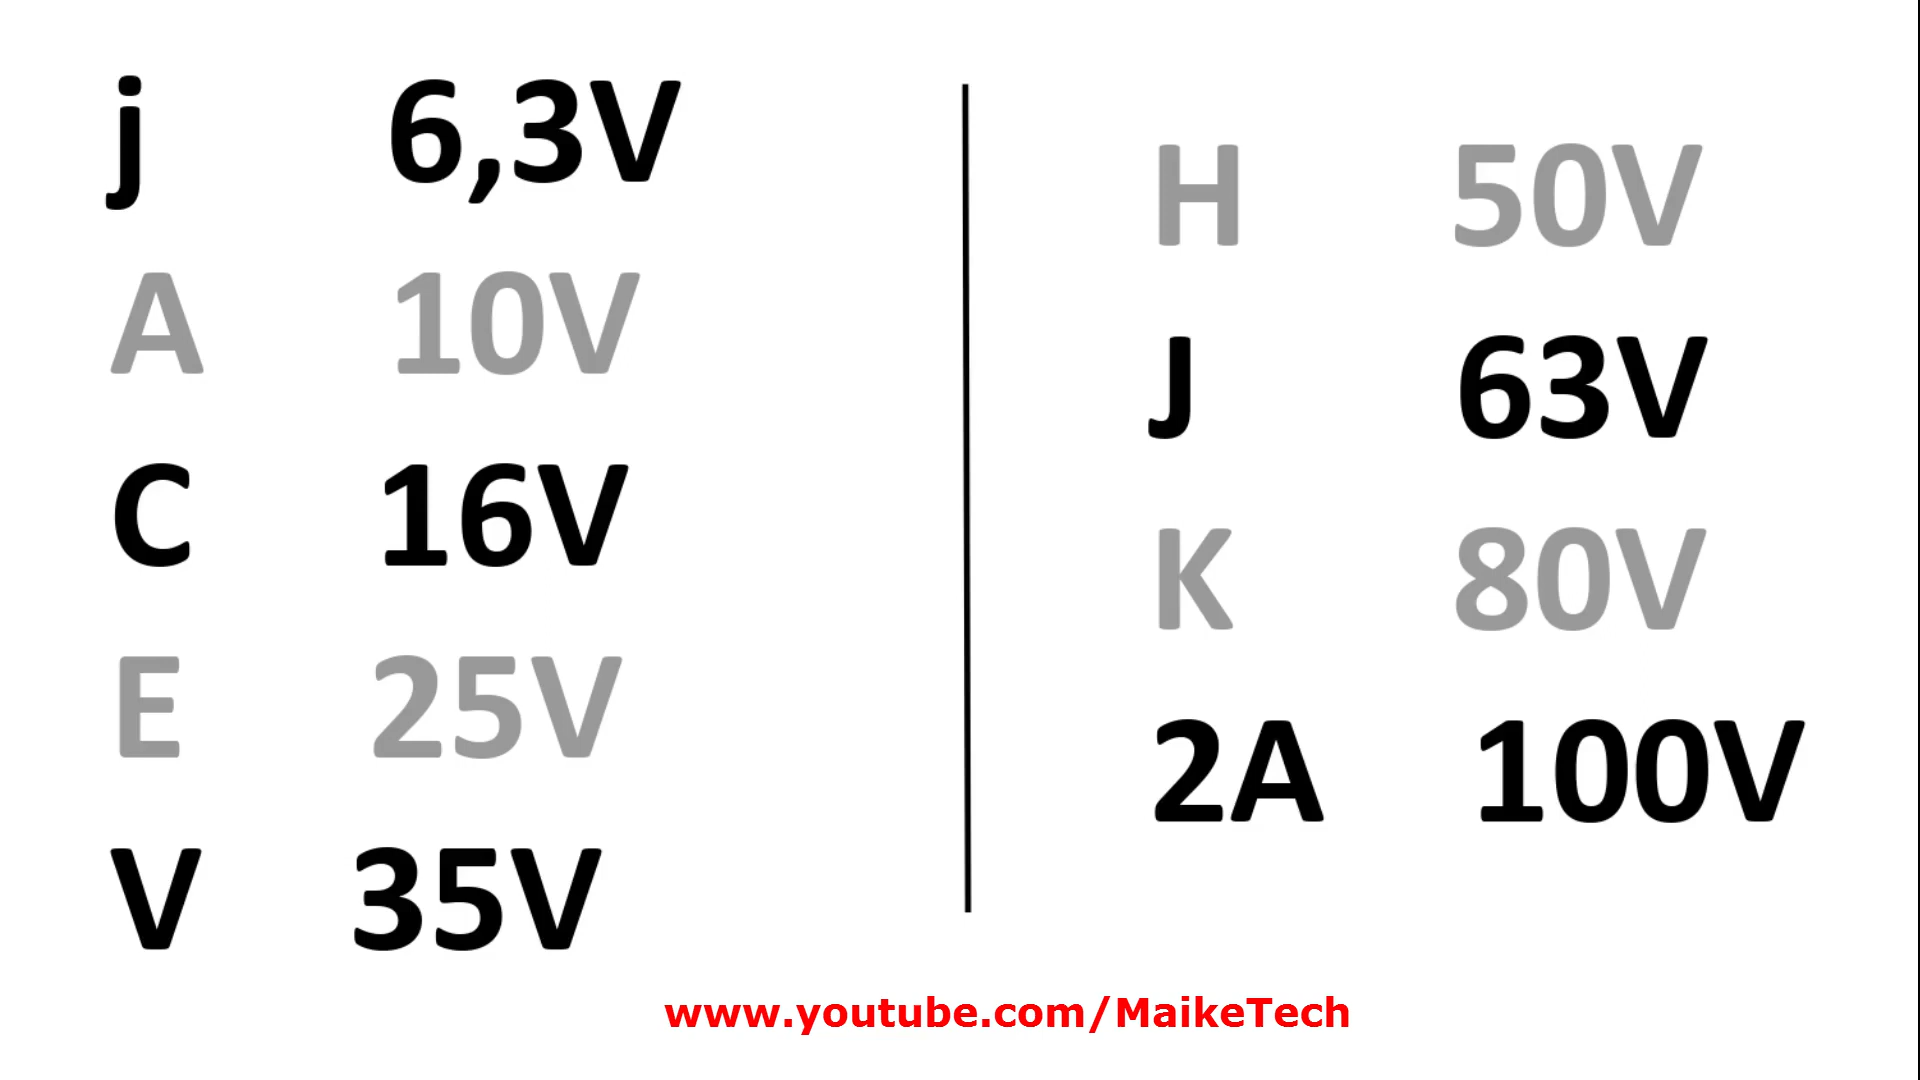 j 6,3V
A 10V
C 16V
E 25V
V 35V
H 50V
J 63V
K 80V
2A 100V
www.youtube.com/MaikeTech